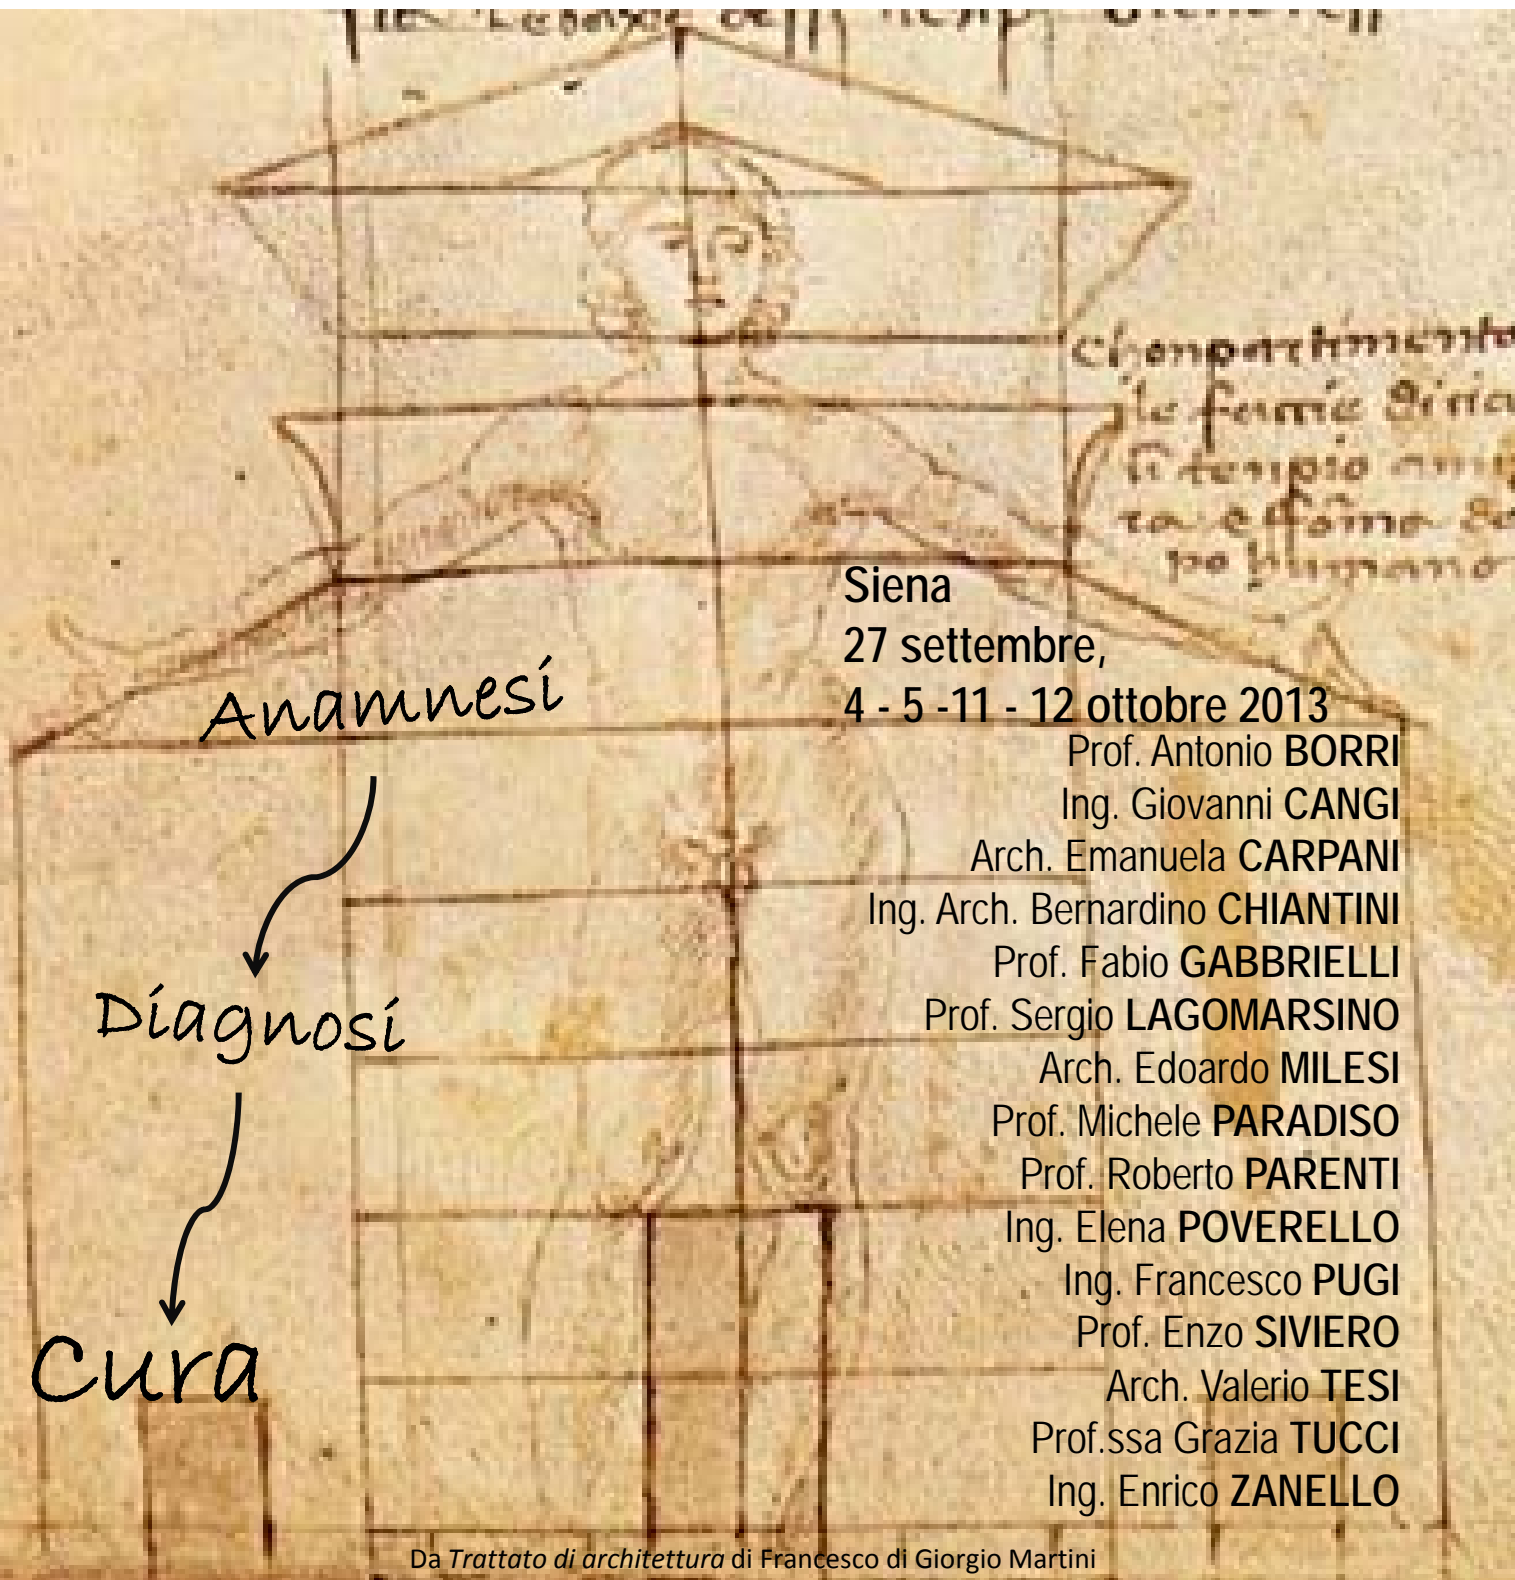 chonpartimento
Siena
27 settembre,
4 - 5 -11 - 12 ottobre 2013
Anamnesi
Diagnosi
Cura
Prof. Antonio BORRI
Ing. Giovanni CANGI
Arch. Emanuela CARPANI
Ing. Arch. Bernardino CHIANTINI
Prof. Fabio GABBRIELLI
Prof. Sergio LAGOMARSINO
Arch. Edoardo MILESI
Prof. Michele PARADISO
Prof. Roberto PARENTI
Ing. Elena POVERELLO
Ing. Francesco PUGI
Prof. Enzo SIVIERO
Arch. Valerio TESI
Prof.ssa Grazia TUCCI
Ing. Enrico ZANELLO
Da Trattato di architettura di Francesco di Giorgio Martini